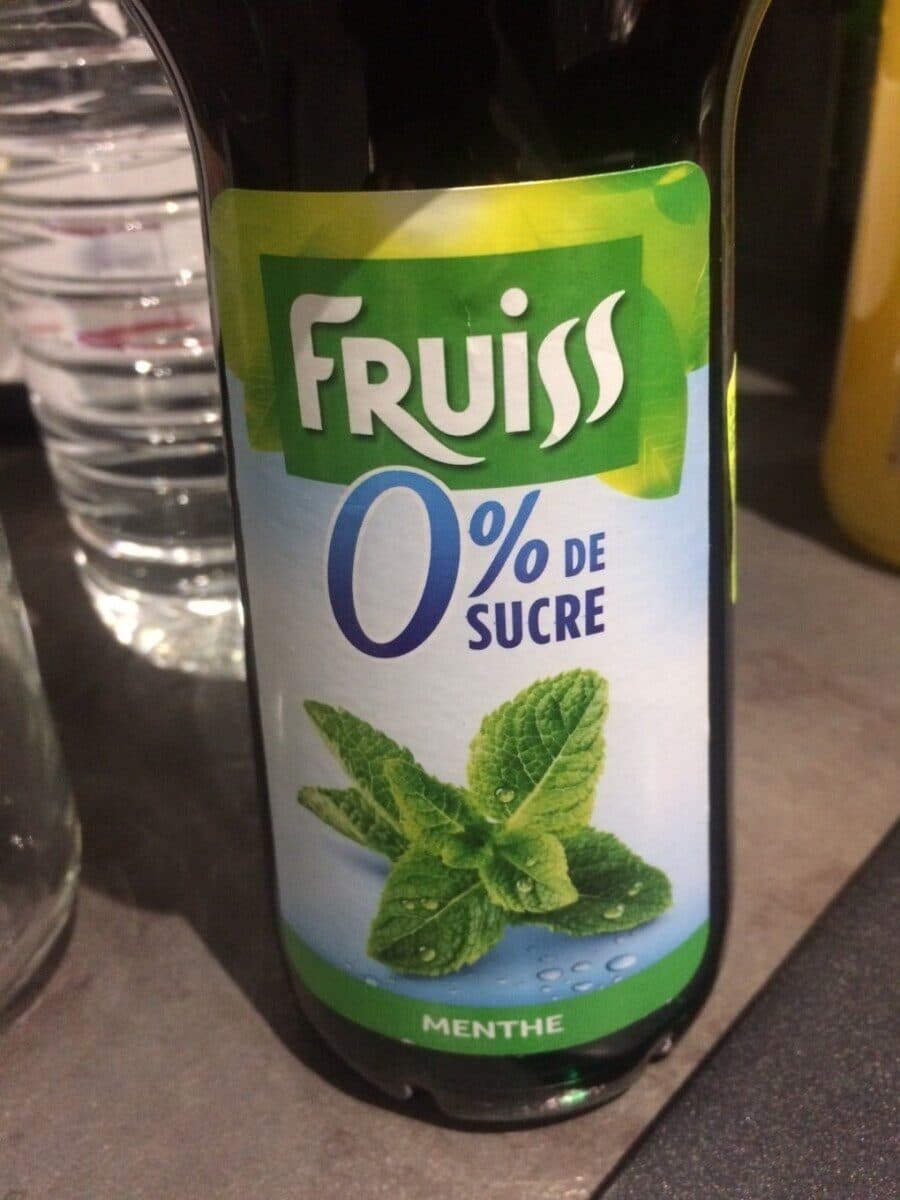 FRUiSS
0% DE
SUCRE
MENTHE